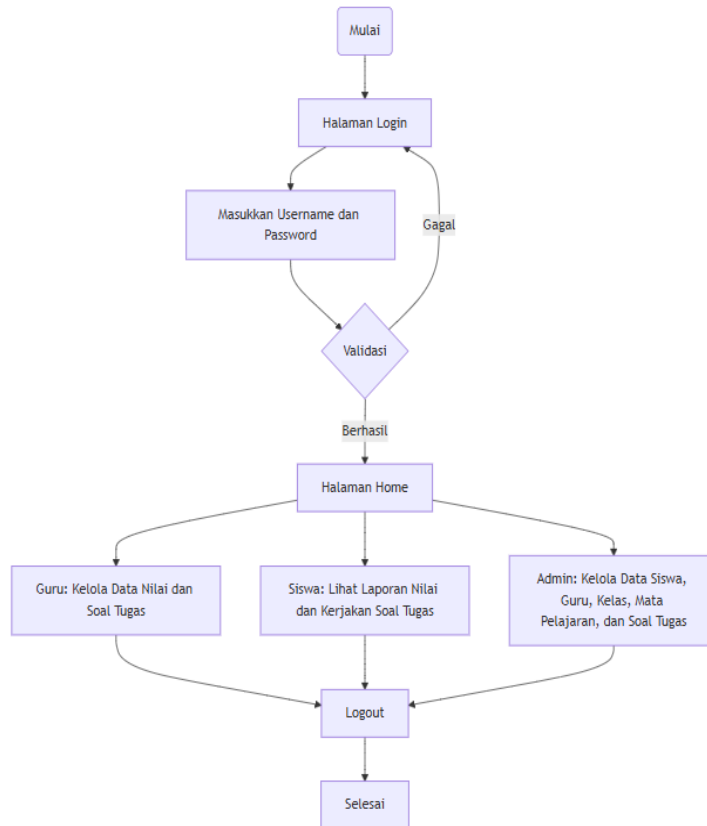 Mulai
Halaman Login
Masukkan Username dan
Password
Gagal
Validasi
Berhasil
Halaman Home
Guru: Kelola Data Nilai dan
Soal Tugas
Siswa: Lihat Laporan Nilai
dan Kerjakan Soal Tugas
Admin: Kelola Data Siswa,
Guru, Kelas, Mata
Pelajaran, dan Soal Tugas
Logout
Selesai